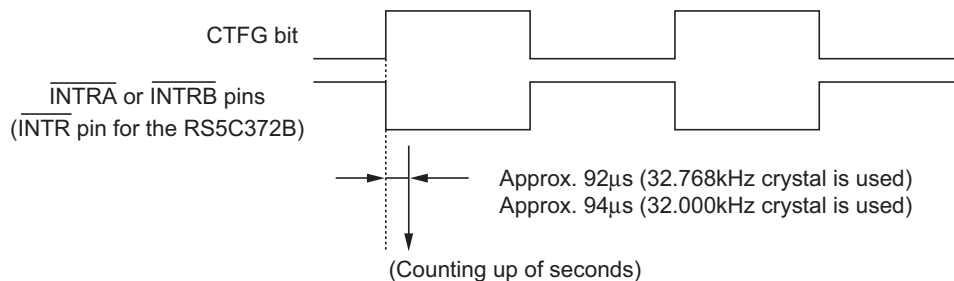 CTFG bit
INTRA or INTRB pins
(INTR pin for the RS5C372B)
Approx. 92μs (32.768kHz crystal is used)
Approx. 94μs (32.000kHz crystal is used)
(Counting up of seconds)